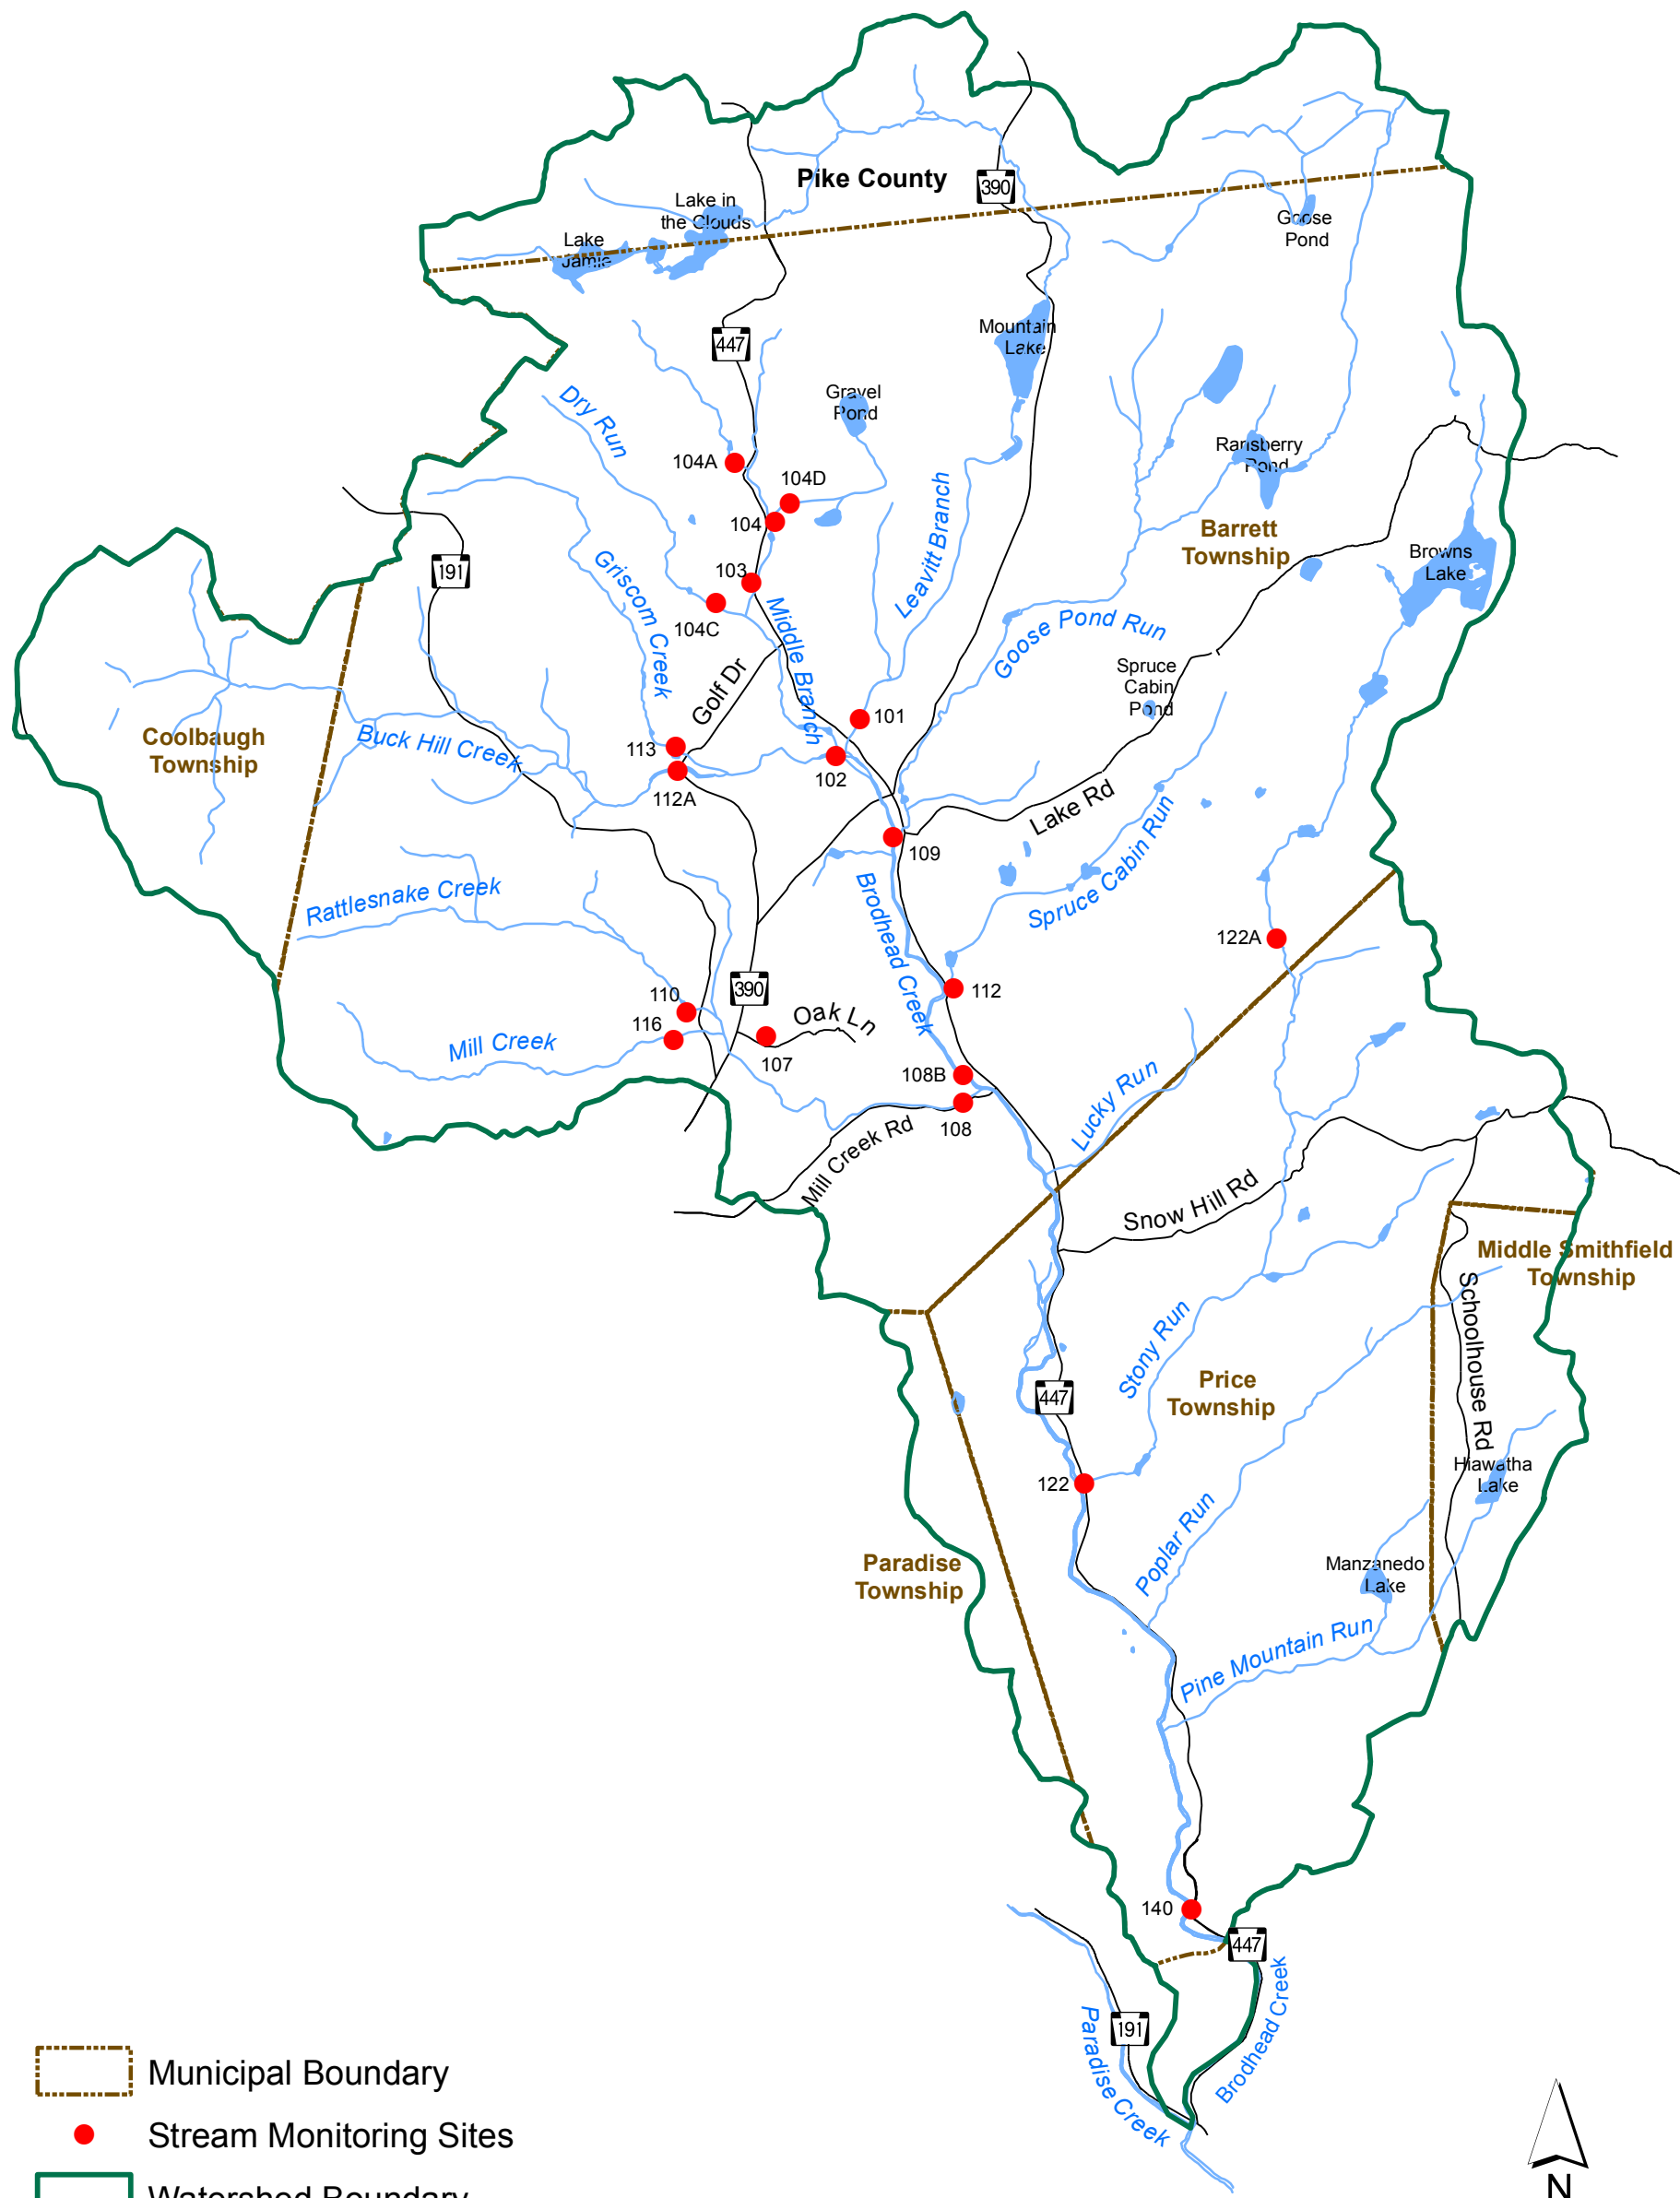 Pike County
390
Lake in
the Clouds
Goose
Pond
Lake
Jamie
447
Mountain
Lake
Gravel
Pond
Dry Run
104A
104D
Ransberry
Pond
104
Leavitt Branch
Barrett
Township
Browns
Lake
191
103
Griscom Creek
104C
Middle Branch
Goose Pond Run
Golf Dr
Spruce
Cabin
Pond
101
Coolbaugh
Township
Buck Hill Creek
113
102
112A
Lake Rd
109
Spruce Cabin Run
Rattlesnake Creek
Brodhead Creek
122A
390
112
110
Oak Ln
116
Mill Creek
107
108B
Lucky Run
108
Mill Creek Rd
Snow Hill Rd
Middle Smithfield
Township
Schoolhouse Rd
Stony Run
Price
Township
447
Hiawatha
Lake
122
Poplar Run
Paradise
Township
Manzanedo
Lake
Pine Mountain Run
140
447
Brodhead Creek
191
Paradise Creek
Municipal Boundary
Stream Monitoring Sites
Watershed Boundary
N